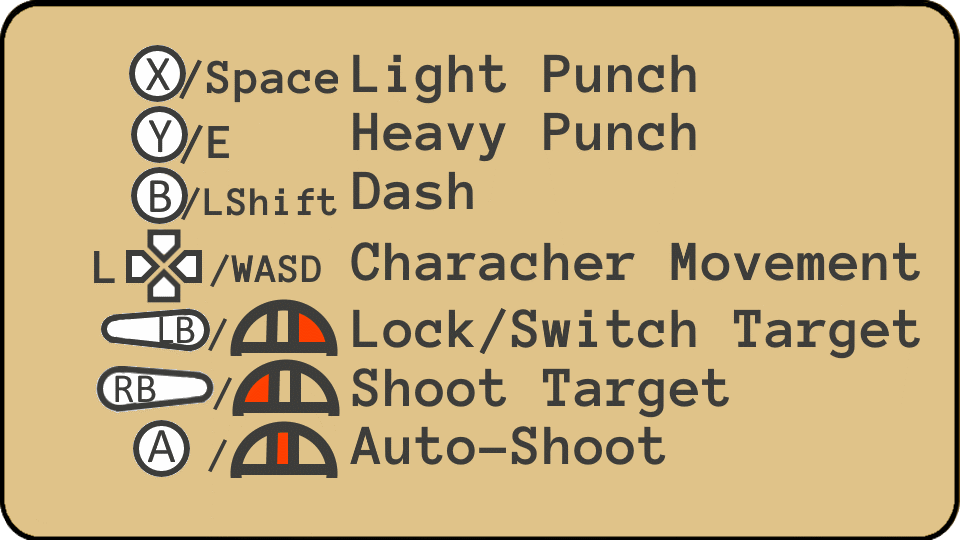 X/Space Light Punch
Y/E Heavy Punch
B/LShift Dash
L /WASD Characher Movement
LB/ Lock/Switch Target
RB/ Shoot Target
A / Auto-Shoot